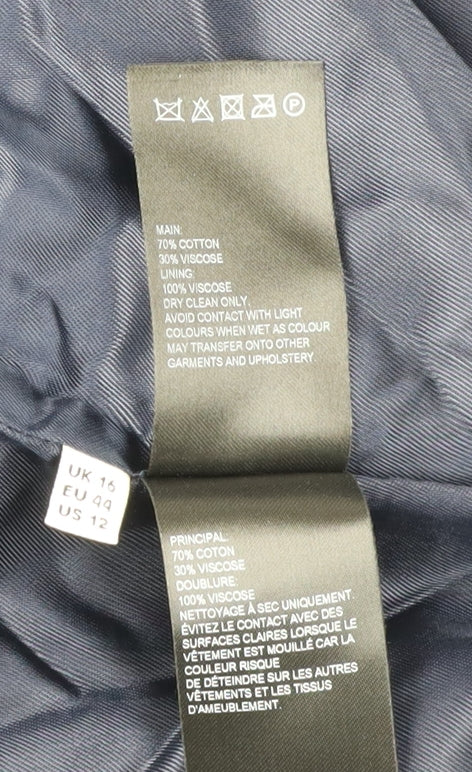 P
MAIN:
70% COTTON
30% VISCOSE
LINING:
100% VISCOSE
DRY CLEAN ONLY.
AVOID CONTACT WITH LIGHT
COLOURS WHEN WET AS COLOUR
MAY TRANSFER ONTO OTHER
GARMENTS AND UPHOLSTERY.
UK 16
EU 44
US 12
PRINCIPAL:
70% COTON
30% VISCOSE
DOUBLURE:
100% VISCOSE
NETTOYAGE À SEC UNIQUEMENT.
ÉVITEZ LE CONTACT AVEC DES
SURFACES CLAIRES LORSQUE LE
VÊTEMENT EST MOUILLÉ CAR LA
COULEUR RISQUE
DE DÉTEINDRE SUR LES AUTRES
VÊTEMENTS ET LES TISSUS
D'AMEUBLEMENT.